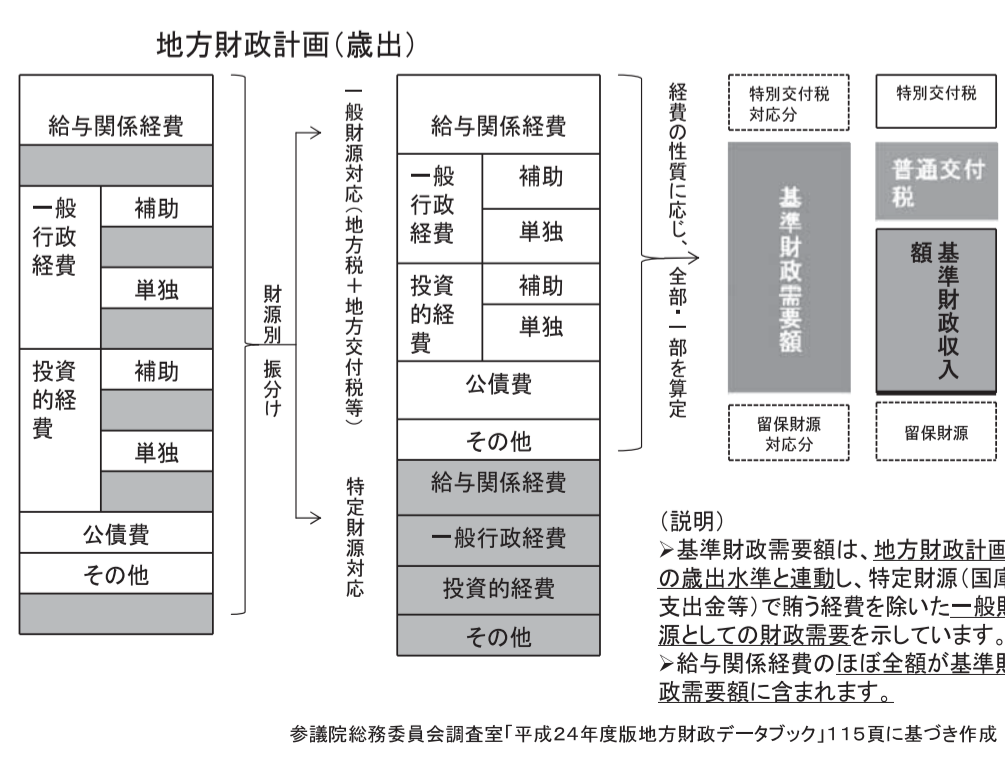 地方財政計画（歳出）
給与関係経費
一般
行政
経費
補助
単独
投資
的経
費
補助
単独
公債費
その他
財源別　振分け
一般財源対応（地方税＋地方交付税等）
特定財源対応
給与関係経費
一般
行政
経費
補助
単独
投資
的経
費
補助
単独
公債費
その他
給与関係経費
一般行政経費
投資的経費
その他
経費の性質に応じ、全部・一部を算定
特別交付税
対応分
基準財政需要額
留保財源
対応分
特別交付税
普通交付
税
基準財政収入
額
留保財源
（説明）
➢基準財政需要額は、地方財政計画
の歳出水準と連動し、特定財源（国庫
支出金等）で賄う経費を除いた一般財
源としての財政需要を示しています。
➢給与関係経費のほぼ全額が基準財
政需要額に含まれます。
参議院総務委員会調査室「平成２４年度版地方財政データブック」１１５頁に基づき作成